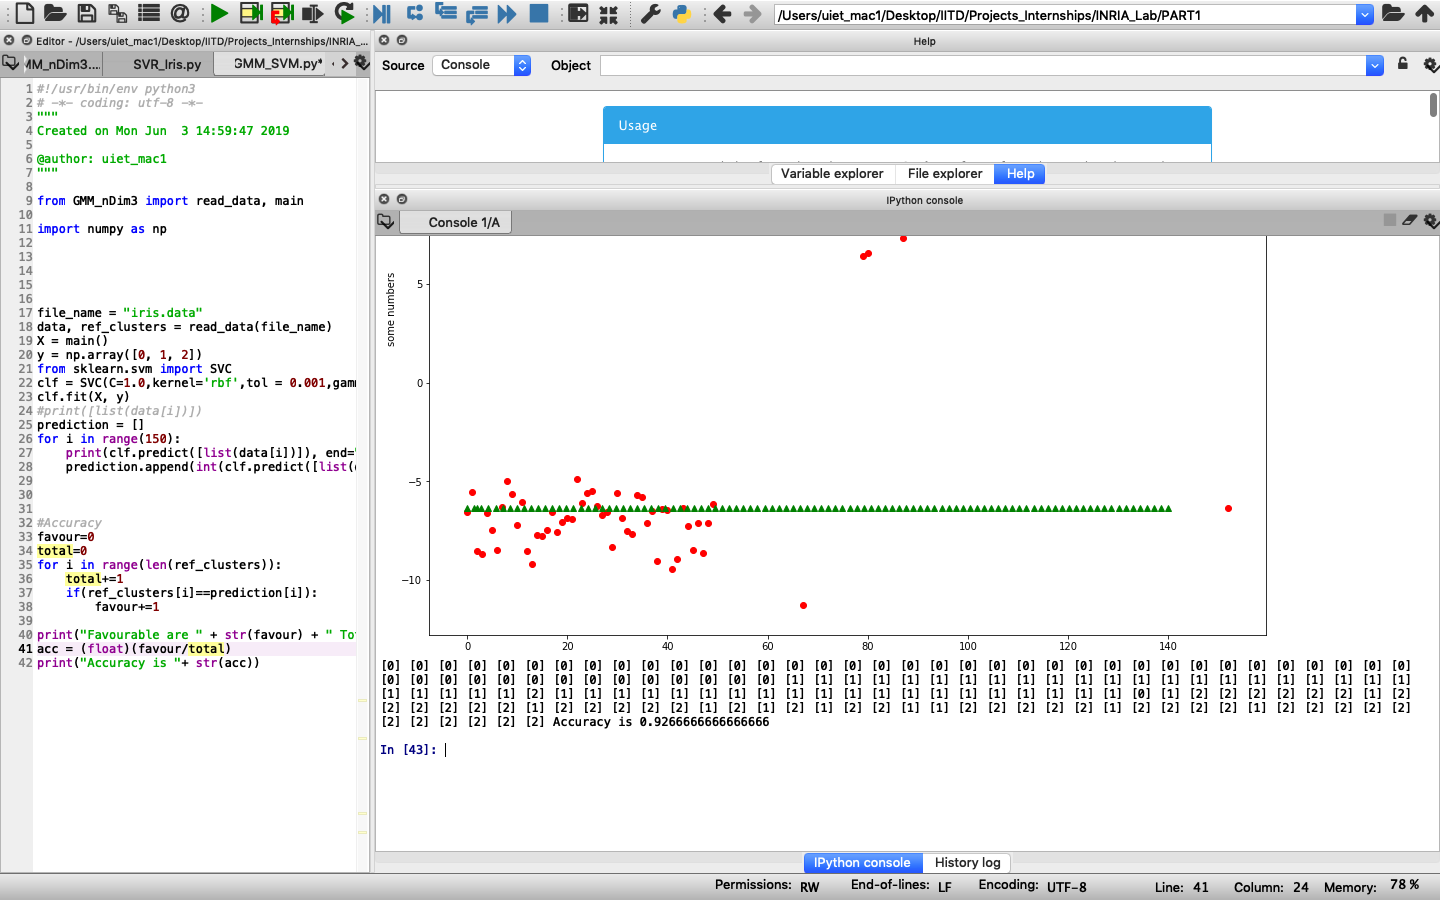 /Users/uiet_mac1/Desktop/IITD/Projects_Internships/INRIA_Lab/PART1
Editor - /Users/uiet_mac1/Desktop/IITD/Projects_Internships/INRIA_...
MM_nDim3.... SVR_Iris.py GMM_SVM.py*
1 #!/usr/bin/env python3
2 # -*- coding: utf-8 -*-
3 """
4 Created on Mon Jun  3 14:59:47 2019
5
6 @author: uiet_mac1
7 """
8
9 from GMM_nDim3 import read_data, main
10
11 import numpy as np
12
13
14
15
16
17 file_name = "iris.data"
18 data, ref_clusters = read_data(file_name)
19 X = main()
20 y = np.array([0, 1, 2])
21 from sklearn.svm import SVC
22 clf = SVC(C=1.0,kernel='rbf',tol = 0.001,gam
23 clf.fit(X, y)
24 #print([list(data[i])])
25 prediction = []
26 for i in range(150):
27     print(clf.predict([list(data[i])]), end="
28     prediction.append(int(clf.predict([list(
29
30
31
32 #Accuracy
33 favour=0
34 total=0
35 for i in range(len(ref_clusters)):
36     total+=1
37     if(ref_clusters[i]==prediction[i]):
38         favour+=1
39
40 print("Favourable are " + str(favour) + " To
41 acc = (float)(favour/total)
42 print("Accuracy is "+ str(acc))
Help
Source Console Object
Usage
Variable explorer File explorer Help
IPython console
Console 1/A
some numbers
5
0
−5
−10
0 20 40 60 80 100 120 140
[0] [0] [0] [0] [0] [0] [0] [0] [0] [0] [0] [0] [0] [0] [0] [0] [0] [0] [0] [0] [0] [0] [0] [0] [0] [0] [0] [0] [0] [0] [0] [0] [0] [0] [0] [0]
[0] [0] [0] [0] [0] [0] [0] [0] [0] [0] [0] [0] [0] [0] [1] [1] [1] [1] [1] [1] [1] [1] [1] [1] [1] [1] [1] [1] [1] [1] [1] [1] [1] [1] [1] [1]
[1] [1] [1] [1] [1] [2] [1] [1] [1] [1] [1] [1] [1] [1] [1] [1] [1] [1] [1] [1] [1] [1] [1] [1] [1] [1] [0] [1] [2] [2] [2] [2] [2] [1] [2] [2]
[2] [2] [2] [2] [2] [2] [2] [2] [2] [2] [2] [1] [2] [1] [2] [1] [2] [2] [1] [1] [2] [2] [2] [2] [2] [1] [2] [2] [2] [2] [1] [2] [2] [2] [2] [2]
[2] [2] [2] [2] [2] [2] Accuracy is 0.9266666666666666
In [43]:
IPython console History log
Permissions: RW End-of-lines: LF Encoding: UTF-8 Line: 41 Column: 24 Memory: 78 %